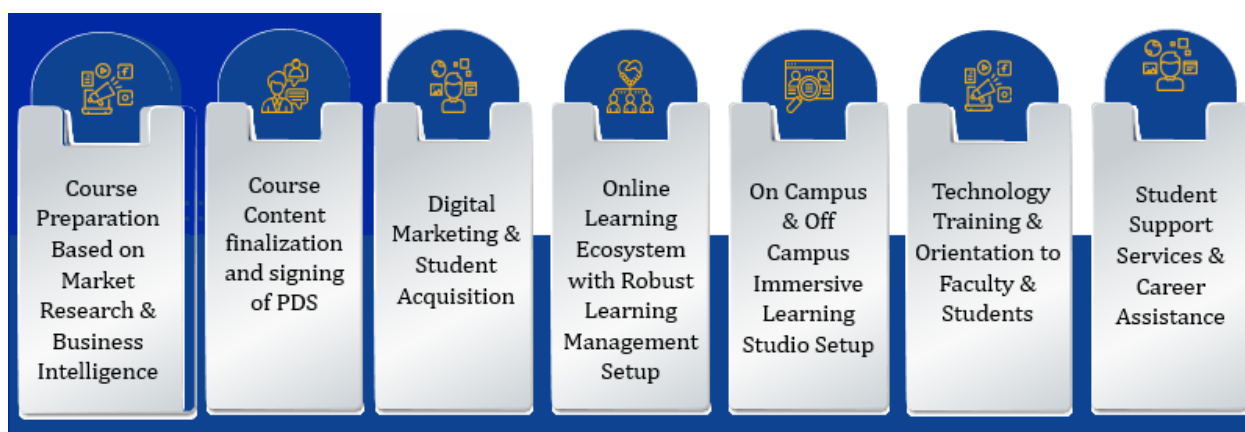 Course
Preparation
Based on
Market
Research &
Business
Intelligence
Course
Content
finalization
and signing
of PDS
Digital
Marketing &
Student
Acquisition
Online
Learning
Ecosystem
with Robust
Learning
Management
Setup
On Campus
& Off
Campus
Immersive
Learning
Studio Setup
Technology
Training &
Orientation to
Faculty &
Students
Student
Support
Services &
Career
Assistance